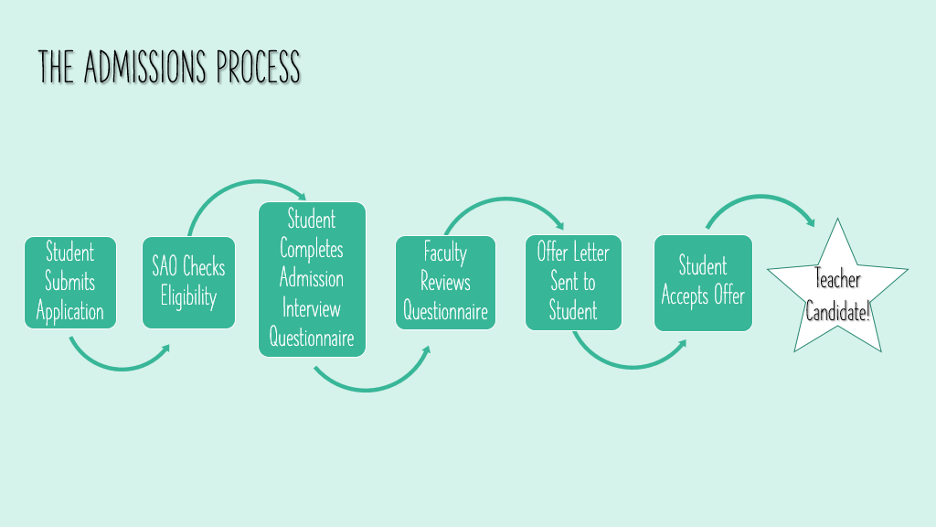 THE ADMISSIONS PROCESS
Student
Submits
Application
SAO Checks
Eligibility
Student
Completes
Admission
Interview
Questionnaire
Faculty
Reviews
Questionnaire
Offer Letter
Sent to
Student
Student
Accepts Offer
Teacher
Candidate!